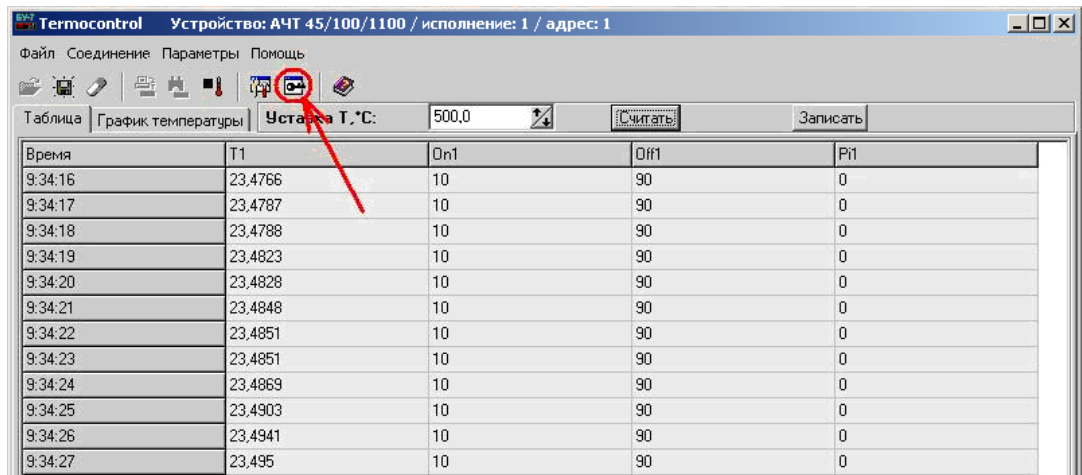 Termocontrol Устройство: АЧТ 45/100/1100 / исполнение: 1 / адрес: 1
Файл Соединение Параметры Помощь
Таблица График температуры Уставка T,°C: 500,0 Считать Записать
Время T1 On1 Off1 Pi1
9:34:16 23,4766 10 90 0
9:34:17 23,4787 10 90 0
9:34:18 23,4788 10 90 0
9:34:19 23,4823 10 90 0
9:34:20 23,4828 10 90 0
9:34:21 23,4848 10 90 0
9:34:22 23,4851 10 90 0
9:34:23 23,4851 10 90 0
9:34:24 23,4869 10 90 0
9:34:25 23,4903 10 90 0
9:34:26 23,4941 10 90 0
9:34:27 23,495 10 90 0